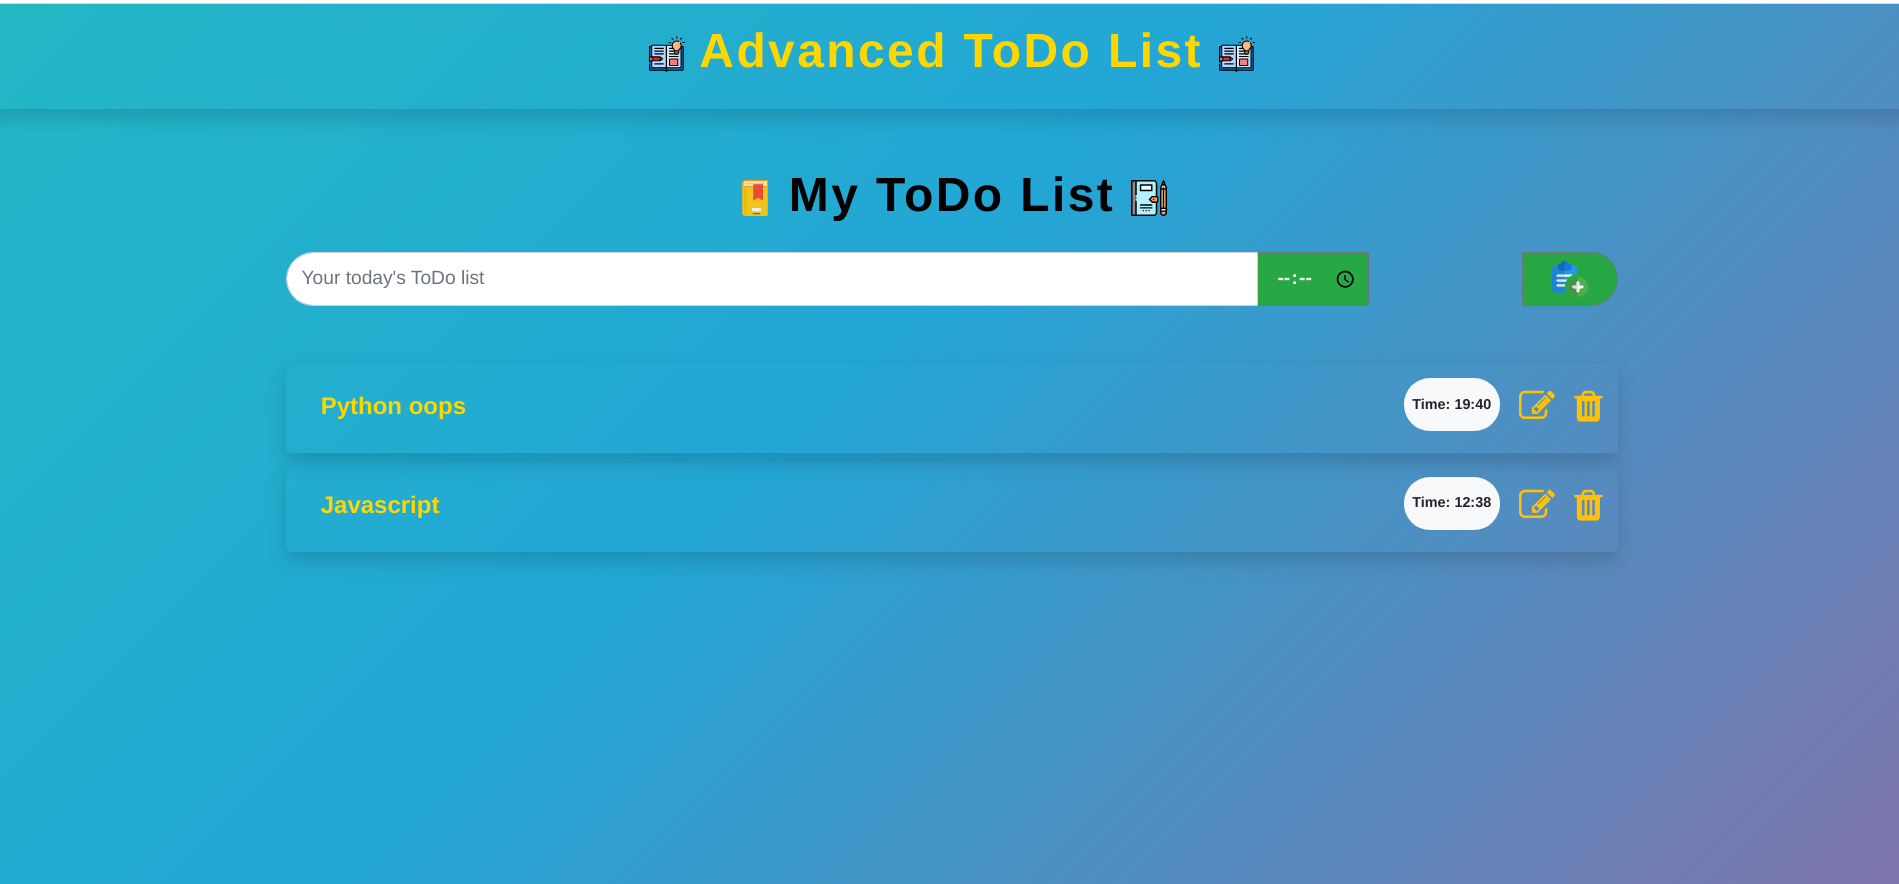 Advanced ToDo List
My ToDo List
Your today's ToDo list --:--
Python oops Time: 19:40
Javascript Time: 12:38